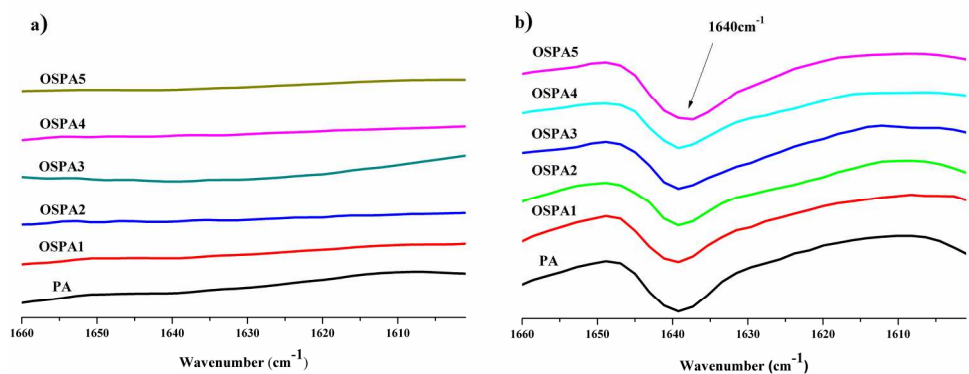 a)
OSPA5
OSPA4
OSPA3
OSPA2
OSPA1
PA
1660 1650 1640 1630 1620 1610
Wavenumber (cm-1)
b)
1640cm-1
OSPA5
OSPA4
OSPA3
OSPA2
OSPA1
PA
1660 1650 1640 1630 1620 1610
Wavenumber (cm-1)